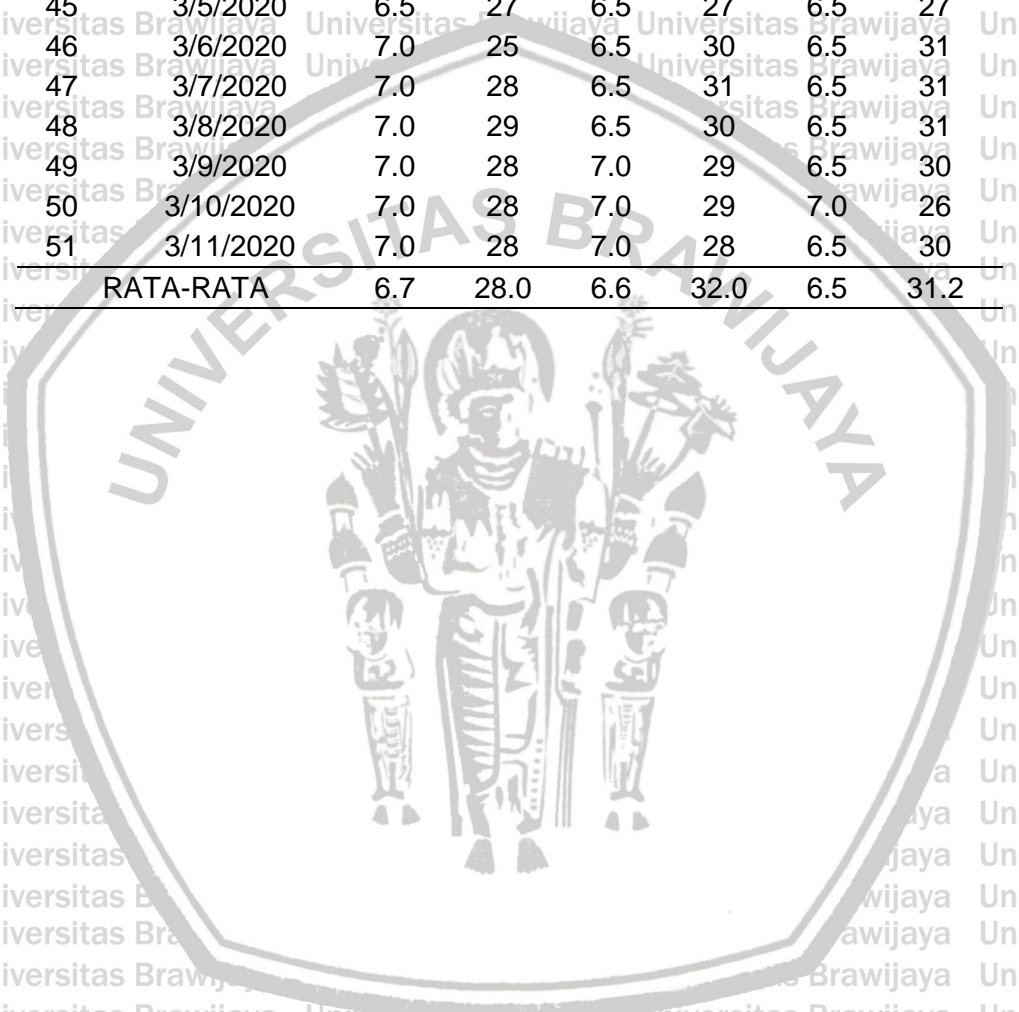 45 3/5/2020 6.5 27 6.5 27 6.5 27
46 3/6/2020 7.0 25 6.5 30 6.5 31
47 3/7/2020 7.0 28 6.5 31 6.5 31
48 3/8/2020 7.0 29 6.5 30 6.5 31
49 3/9/2020 7.0 28 7.0 29 6.5 30
50 3/10/2020 7.0 28 7.0 29 7.0 26
51 3/11/2020 7.0 28 7.0 28 6.5 30
RATA-RATA 6.7 28.0 6.6 32.0 6.5 31.2
UNIVERSITAS BRAWIJAYA